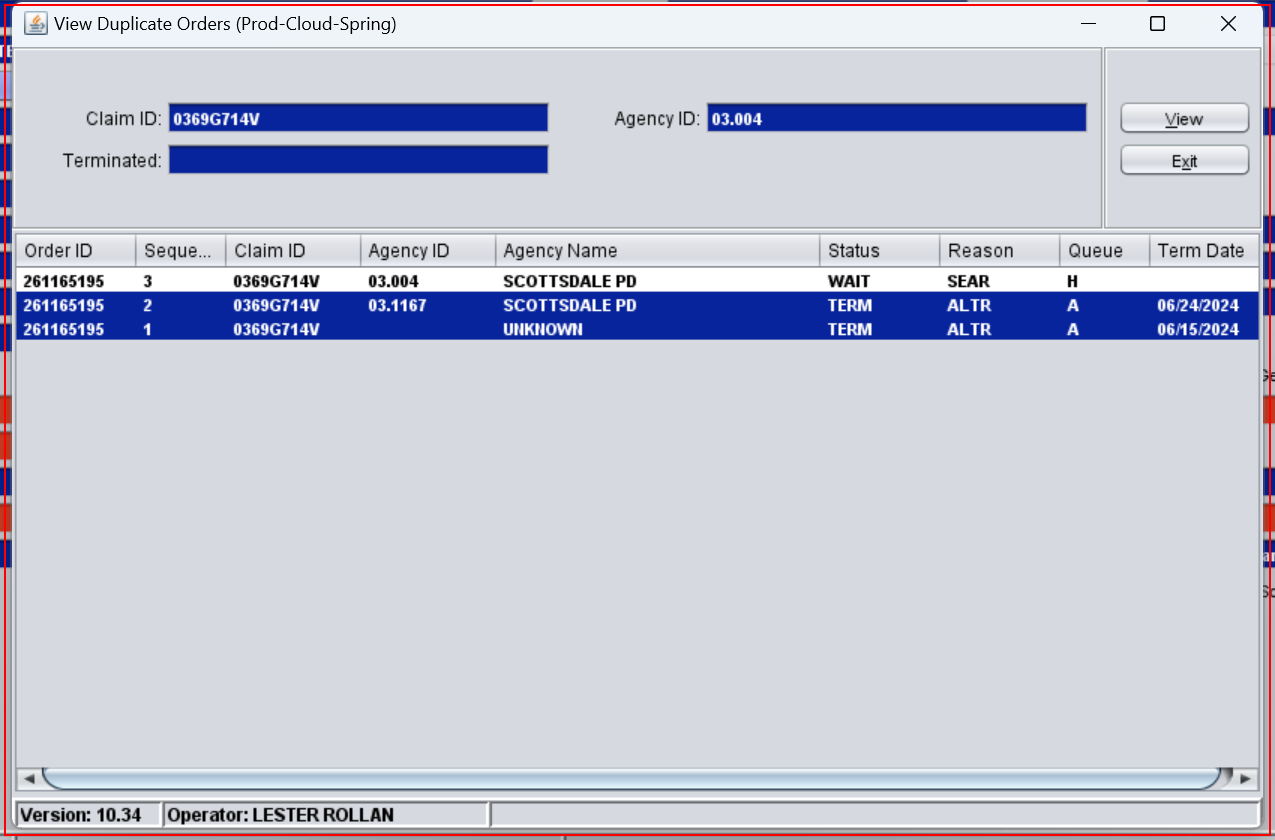 View Duplicate Orders (Prod-Cloud-Spring)
Claim ID: 0369G714V Agency ID: 03.004 View
Terminated: Exit
Order ID Seque... Claim ID Agency ID Agency Name Status Reason Queue Term Date
261165195 3 0369G714V 03.004 SCOTTSDALE PD WAIT SEAR H
261165195 2 0369G714V 03.1167 SCOTTSDALE PD TERM ALTR A 06/24/2024
261165195 1 0369G714V UNKNOWN TERM ALTR A 06/15/2024
Version: 10.34 Operator: LESTER ROLLAN